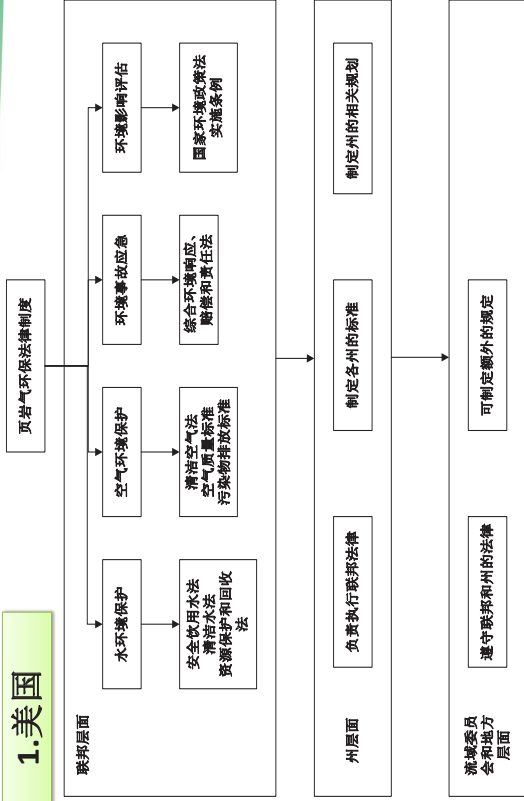 1.美国
页岩气环保法律制度
联邦层面
水环境保护
空气环境保护
环境事故应急
环境影响评估
安全饮用水法
清洁水法
资源保护和回收
法
清洁空气法
空气质量标准
污染物排放标准
综合环境响应、
赔偿和责任法
国家环境政策法
实施条例
州层面
负责执行联邦法律
制定各州的标准
制定州的相关规划
流域委员
会和地方
层面
遵守联邦和州的法律
可制定额外的规定